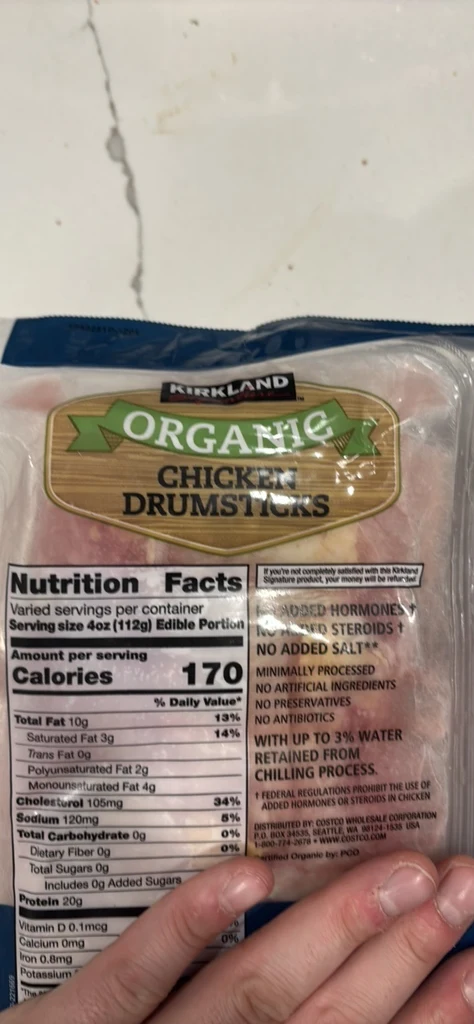 KIRKLAND
ORGANIC
CHICKEN
DRUMSTICKS
If you're not completely satisfied with this Kirkland
Signature product, your money will be refunded
Nutrition Facts
Varied servings per container
Serving size 4oz (112g) Edible Portion
Amount per serving
Calories 170
% Daily Value*
Total Fat 10g 13%
Saturated Fat 3g 14%
Trans Fat 0g
Polyunsaturated Fat 2g
Monounsaturated Fat 4g
Cholesterol 105mg 34%
Sodium 120mg 5%
Total Carbohydrate 0g 0%
Dietary Fiber 0g 0%
Total Sugars 0g
Includes 0g Added Sugars
Protein 20g
Vitamin D 0.1mcg
Calcium 0mg 0%
Iron 0.8mg
Potassium
NO ADDED HORMONES †
NO ADDED STEROIDS †
NO ADDED SALT**
MINIMALLY PROCESSED
NO ARTIFICIAL INGREDIENTS
NO PRESERVATIVES
NO ANTIBIOTICS
WITH UP TO 3% WATER
RETAINED FROM
CHILLING PROCESS.
† FEDERAL REGULATIONS PROHIBIT THE USE OF
ADDED HORMONES OR STEROIDS IN CHICKEN
DISTRIBUTED BY: COSTCO WHOLESALE CORPORATION
P.O. BOX 34535, SEATTLE, WA 98124-1535 USA
1-800-774-2678 • WWW.COSTCO.COM
Certified Organic by: PCO